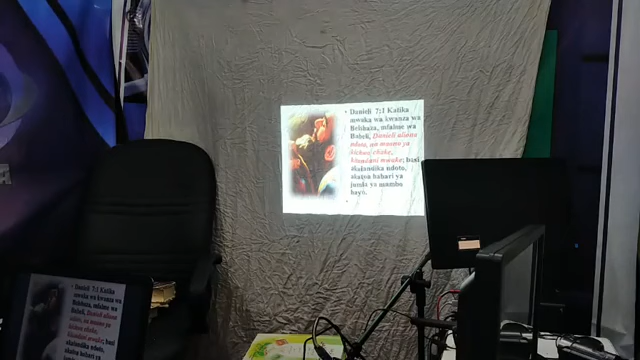 Danieli 7:1 Katika
mwaka wa kwanza wa
Belshaza, mfalme wa
Babeli, Danieli aliona
ndoto, na maono ya
kichwa chake,
kitandani mwake; basi
akaiandika ndoto,
akatoa habari ya
jumla ya mambo
hayo.
Danieli 7:1 Katika
mwaka wa kwanza wa
Belshaza, mfalme wa
Babeli, Danieli aliona
ndoto, na maono ya
kichwa chake,
kitandani mwake; basi
akaiandika ndoto,
akatoa habari ya